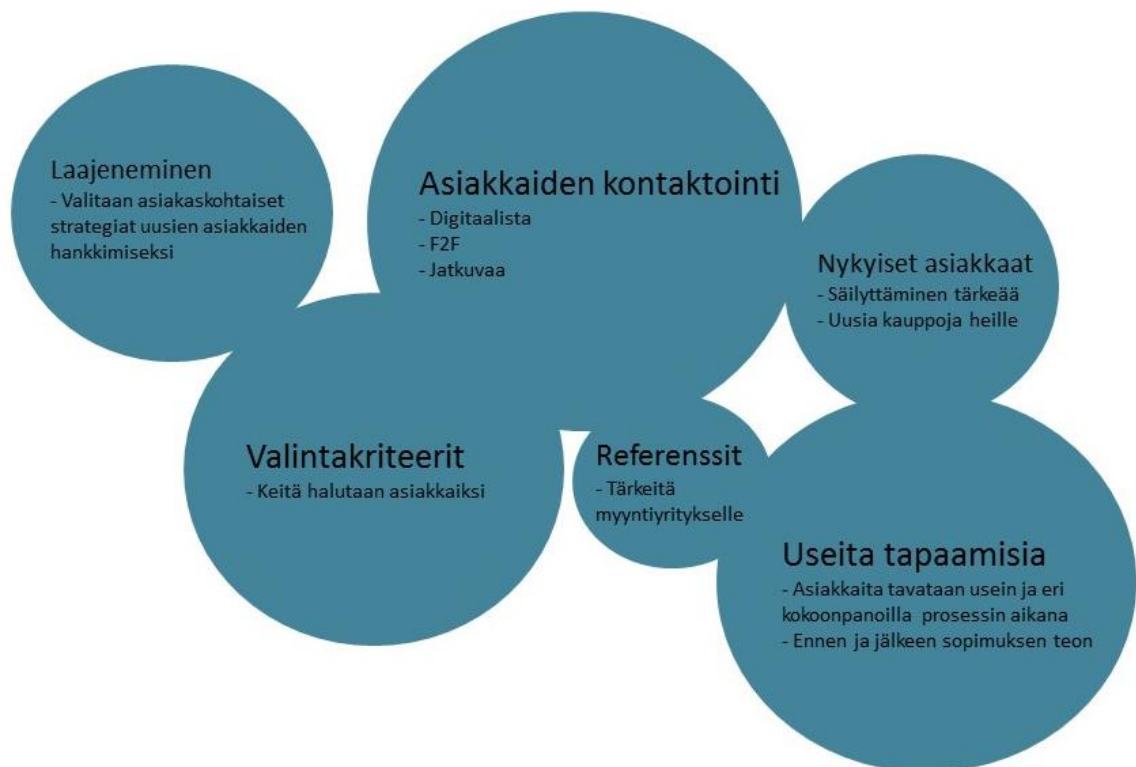 Laajeneminen
- Valitaan asiakaskohtaiset
strategiat uusien asiakkaiden
hankkimiseksi
Asiakkaiden kontaktointi
- Digitaalista
- F2F
- Jatkuvaa
Nykyiset asiakkaat
- Säilyttäminen tärkeää
- Uusia kauppoja heille
Valintakriteerit
- Keitä halutaan asiakkaiksi
Referenssit
- Tärkeitä
myyntiyritykselle
Useita tapaamisia
- Asiakkaita tavataan usein ja eri
kokoonpanoilla prosessin aikana
- Ennen ja jälkeen sopimuksen teon